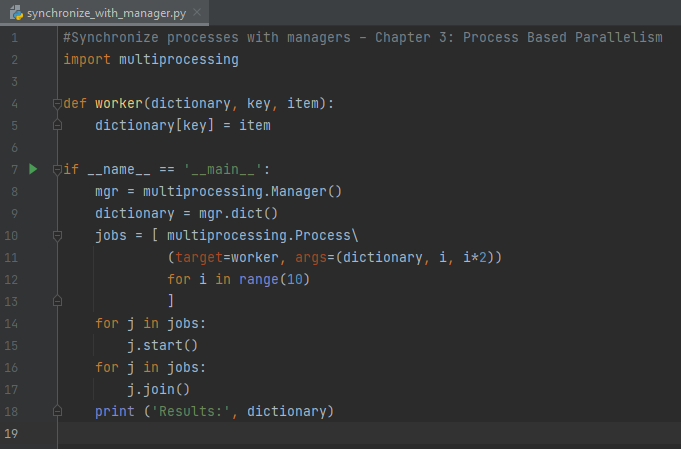 synchronize_with_manager.py
1 #Synchronize processes with managers – Chapter 3: Process Based Parallelism
2 import multiprocessing
3
4 def worker(dictionary, key, item):
5     dictionary[key] = item
6
7 if __name__ == '__main__':
8     mgr = multiprocessing.Manager()
9     dictionary = mgr.dict()
10     jobs = [ multiprocessing.Process\
11              (target=worker, args=(dictionary, i, i*2))
12              for i in range(10)
13              ]
14     for j in jobs:
15         j.start()
16     for j in jobs:
17         j.join()
18     print ('Results:', dictionary)
19